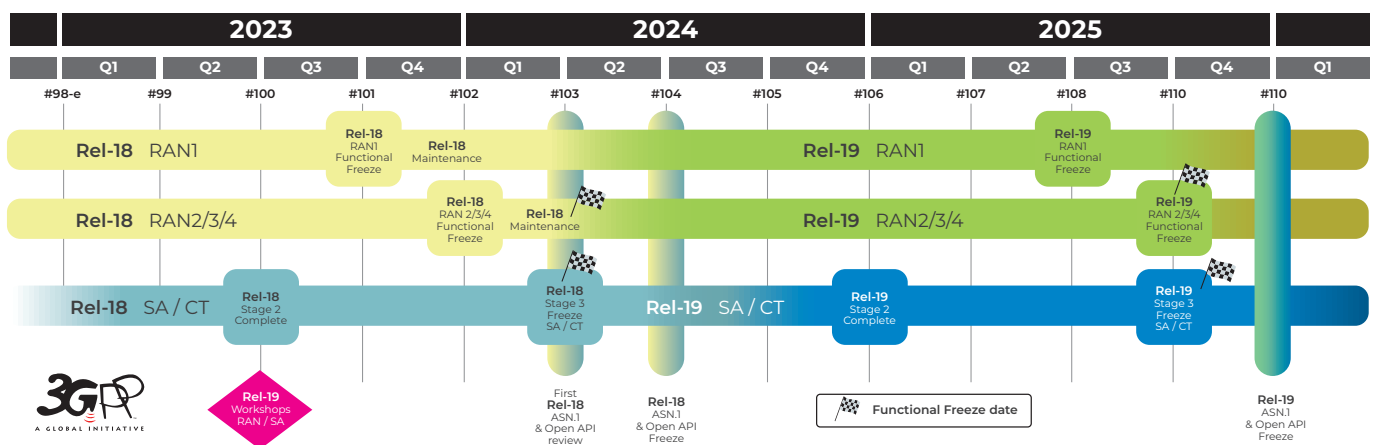 2023 2024 2025
Q1 Q2 Q3 Q4 Q1 Q2 Q3 Q4 Q1 Q2 Q3 Q4 Q1
#98-e #99 #100 #101 #102 #103 #104 #105 #106 #107 #108 #110 #110
Rel-18 RAN1
Rel-18
RAN1
Functional
Freeze
Rel-18
Maintenance
Rel-19 RAN1
Rel-19
RAN1
Functional
Freeze
Rel-18 RAN2/3/4
Rel-18
RAN 2/3/4
Functional
Freeze
Rel-18
Maintenance
Rel-19 RAN2/3/4
Rel-19
RAN 2/3/4
Functional
Freeze
Rel-18 SA / CT
Rel-18
Stage 2
Complete
Rel-18
Stage 3
Freeze
SA / CT
Rel-19 SA / CT
Rel-19
Stage 2
Complete
Rel-19
Stage 3
Freeze
SA / CT
3GPP
A GLOBAL INITIATIVE
Rel-19
Workshops
RAN / SA
First
Rel-18
ASN.1
& Open API
review
Rel-18
ASN.1
& Open API
Freeze
Functional Freeze date
Rel-19
ASN.1
& Open API
Freeze